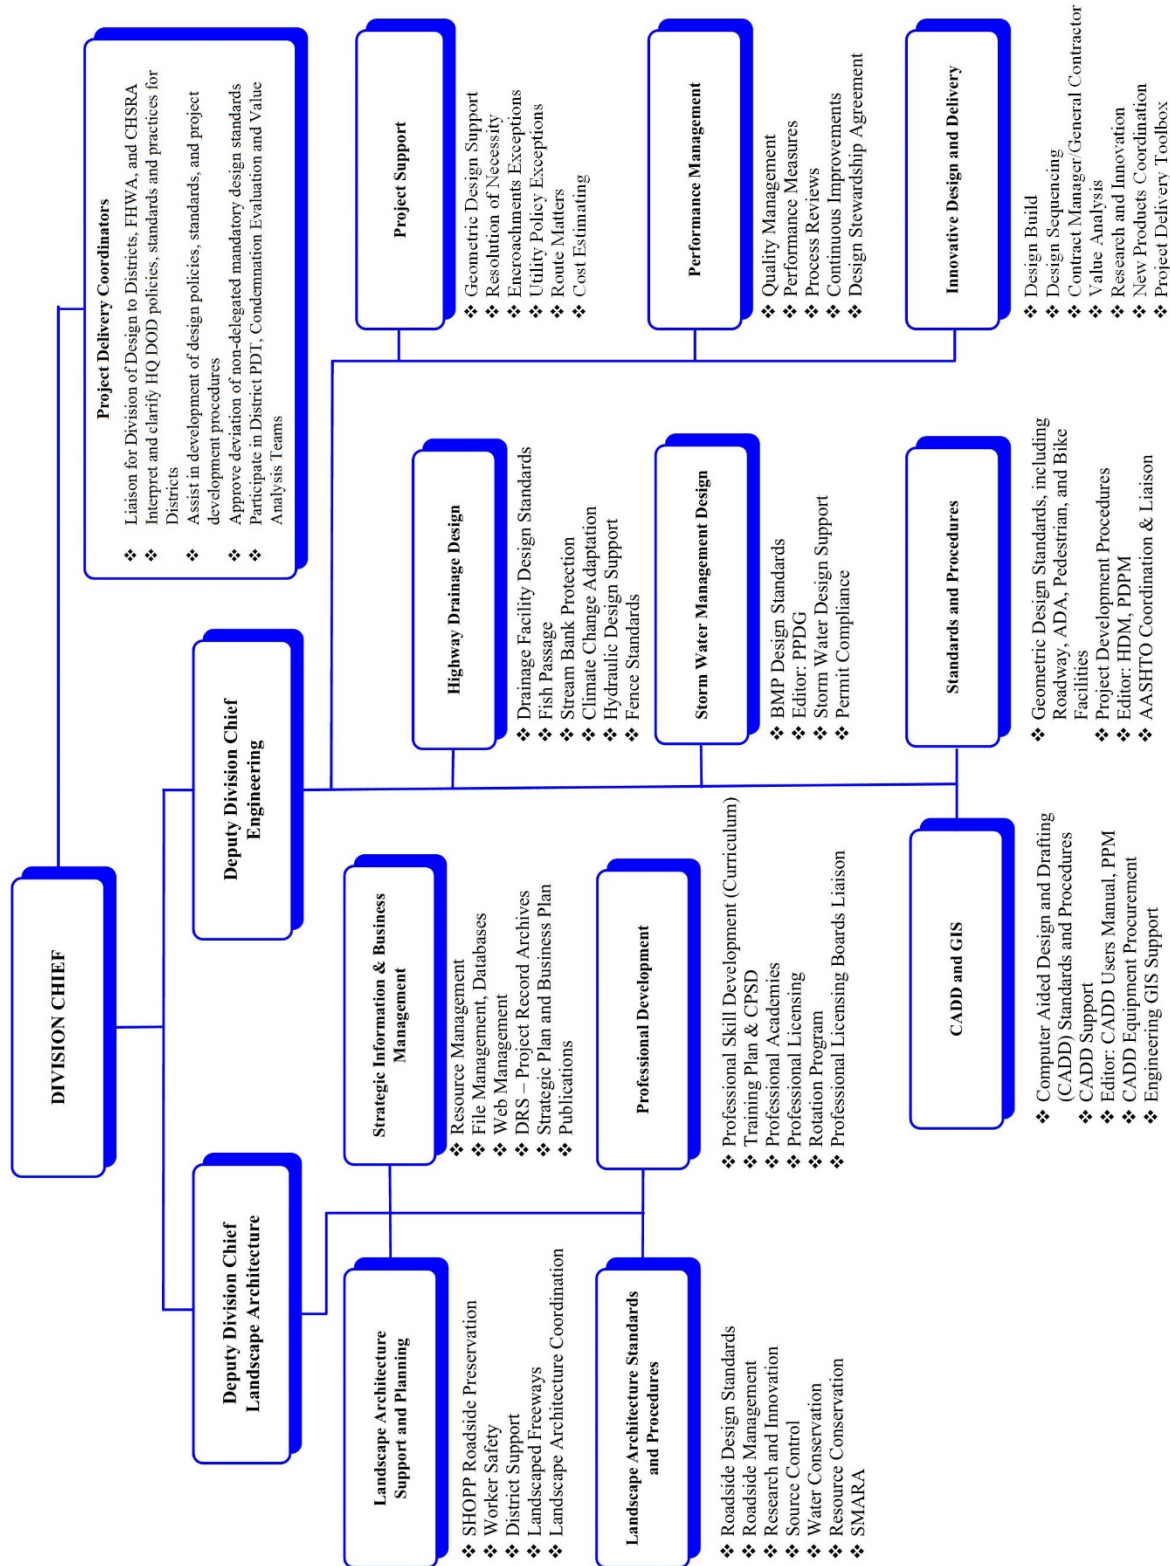 DIVISION CHIEF
Project Delivery Coordinators
❖ Liaison for Division of Design to Districts, FHWA, and CHSRA
❖ Interpret and clarify HQ DOD policies, standards and practices for
Districts
❖ Assist in development of design policies, standards, and project
development procedures
❖ Approve deviation of non-delegated mandatory design standards
❖ Participate in District PDT, Condemnation Evaluation and Value
Analysis Teams
Deputy Division Chief
Landscape Architecture
Deputy Division Chief
Engineering
Landscape Architecture
Support and Planning
❖ SHOPP Roadside Preservation
❖ Worker Safety
❖ District Support
❖ Landscaped Freeways
❖ Landscape Architecture Coordination
Strategic Information & Business
Management
❖ Resource Management
❖ File Management, Databases
❖ Web Management
❖ DRS – Project Record Archives
❖ Strategic Plan and Business Plan
❖ Publications
Highway Drainage Design
❖ Drainage Facility Design Standards
❖ Fish Passage
❖ Stream Bank Protection
❖ Climate Change Adaptation
❖ Hydraulic Design Support
❖ Fence Standards
Project Support
❖ Geometric Design Support
❖ Resolution of Necessity
❖ Encroachments Exceptions
❖ Utility Policy Exceptions
❖ Route Matters
❖ Cost Estimating
Landscape Architecture Standards
and Procedures
❖ Roadside Design Standards
❖ Roadside Management
❖ Research and Innovation
❖ Source Control
❖ Water Conservation
❖ Resource Conservation
❖ SMARA
Professional Development
❖ Professional Skill Development (Curriculum)
❖ Training Plan & CPSD
❖ Professional Academies
❖ Professional Licensing
❖ Rotation Program
❖ Professional Licensing Boards Liaison
Storm Water Management Design
❖ BMP Design Standards
❖ Editor: PPDG
❖ Storm Water Design Support
❖ Permit Compliance
Performance Management
❖ Quality Management
❖ Performance Measures
❖ Process Reviews
❖ Continuous Improvements
❖ Design Stewardship Agreement
CADD and GIS
❖ Computer Aided Design and Drafting
(CADD) Standards and Procedures
❖ CADD Support
❖ Editor: CADD Users Manual, PPM
❖ CADD Equipment Procurement
❖ Engineering GIS Support
Standards and Procedures
❖ Geometric Design Standards, including
Roadway, ADA, Pedestrian, and Bike
Facilities
❖ Project Development Procedures
❖ Editor: HDM, PDPM
❖ AASHTO Coordination & Liaison
Innovative Design and Delivery
❖ Design Build
❖ Design Sequencing
❖ Contract Manager/General Contractor
❖ Value Analysis
❖ Research and Innovation
❖ New Products Coordination
❖ Project Delivery Toolbox